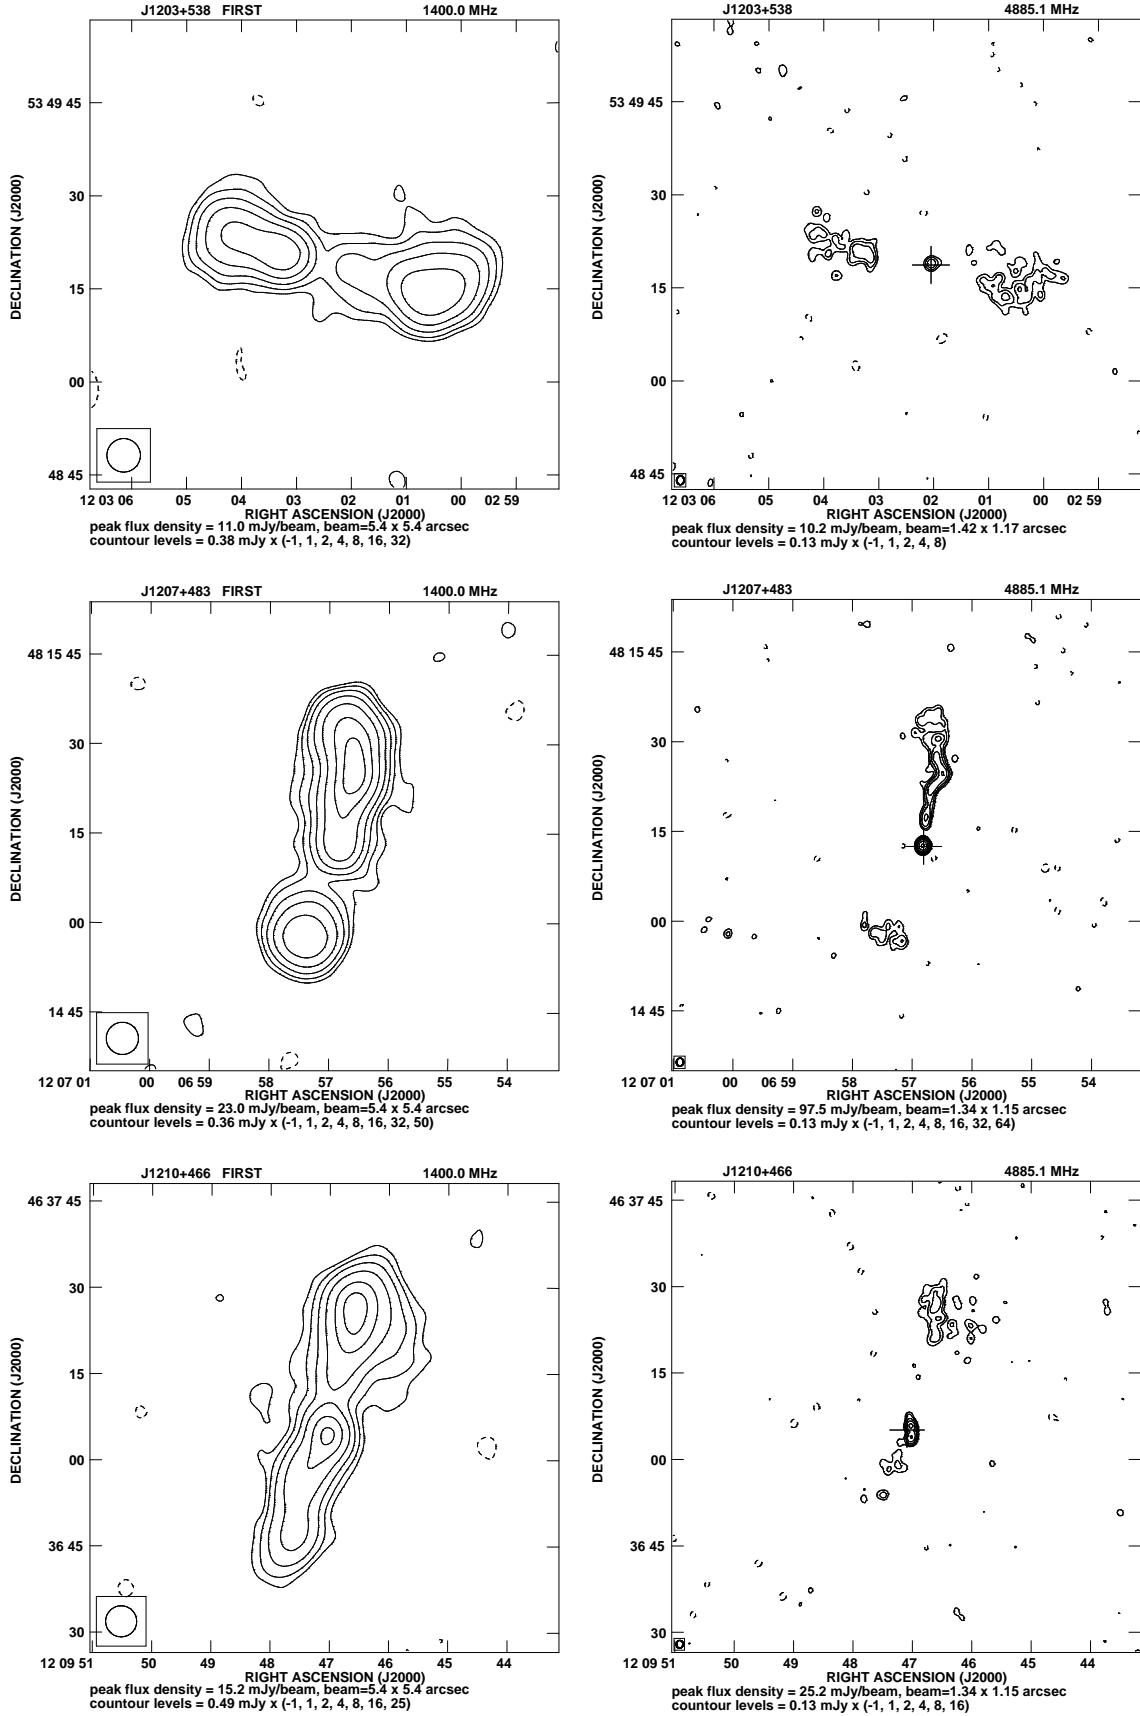 J1203+538 FIRST 1400.0 MHz
DECLINATION (J2000)
53 49 45
30
15
00
48 45
12 03 06 05 04 03 02 01 00 02 59
RIGHT ASCENSION (J2000)
peak flux density = 11.0 mJy/beam, beam=5.4 x 5.4 arcsec
countour levels = 0.38 mJy x (-1, 1, 2, 4, 8, 16, 32)
J1203+538 4885.1 MHz
DECLINATION (J2000)
53 49 45
30
15
00
48 45
12 03 06 05 04 03 02 01 00 02 59
RIGHT ASCENSION (J2000)
peak flux density = 10.2 mJy/beam, beam=1.42 x 1.17 arcsec
countour levels = 0.13 mJy x (-1, 1, 2, 4, 8)
J1207+483 FIRST 1400.0 MHz
DECLINATION (J2000)
48 15 45
30
15
00
14 45
12 07 01 00 06 59 58 57 56 55 54
RIGHT ASCENSION (J2000)
peak flux density = 23.0 mJy/beam, beam=5.4 x 5.4 arcsec
countour levels = 0.36 mJy x (-1, 1, 2, 4, 8, 16, 32, 50)
J1207+483 4885.1 MHz
DECLINATION (J2000)
48 15 45
30
15
00
14 45
12 07 01 00 06 59 58 57 56 55 54
RIGHT ASCENSION (J2000)
peak flux density = 97.5 mJy/beam, beam=1.34 x 1.15 arcsec
countour levels = 0.13 mJy x (-1, 1, 2, 4, 8, 16, 32, 64)
J1210+466 FIRST 1400.0 MHz
DECLINATION (J2000)
46 37 45
30
15
00
36 45
30
12 09 51 50 49 48 47 46 45 44
RIGHT ASCENSION (J2000)
peak flux density = 15.2 mJy/beam, beam=5.4 x 5.4 arcsec
countour levels = 0.49 mJy x (-1, 1, 2, 4, 8, 16, 25)
J1210+466 4885.1 MHz
DECLINATION (J2000)
46 37 45
30
15
00
36 45
30
12 09 51 50 49 48 47 46 45 44
RIGHT ASCENSION (J2000)
peak flux density = 25.2 mJy/beam, beam=1.34 x 1.15 arcsec
countour levels = 0.13 mJy x (-1, 1, 2, 4, 8, 16)